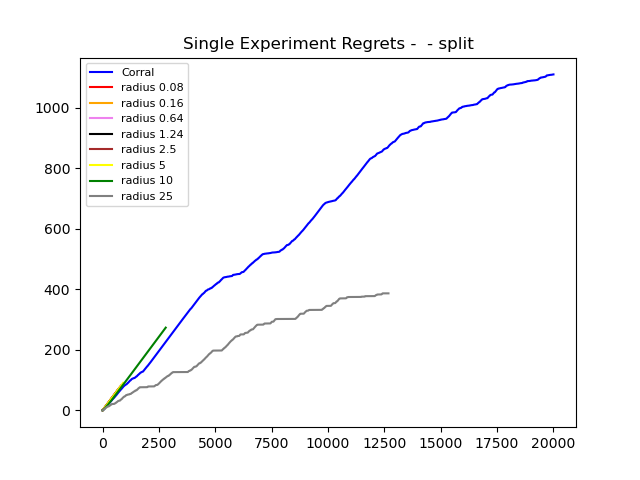 Single Experiment Regrets -  - split
Corral
radius 0.08
radius 0.16
radius 0.64
radius 1.24
radius 2.5
radius 5
radius 10
radius 25
1000
800
600
400
200
0
0 2500 5000 7500 10000 12500 15000 17500 20000